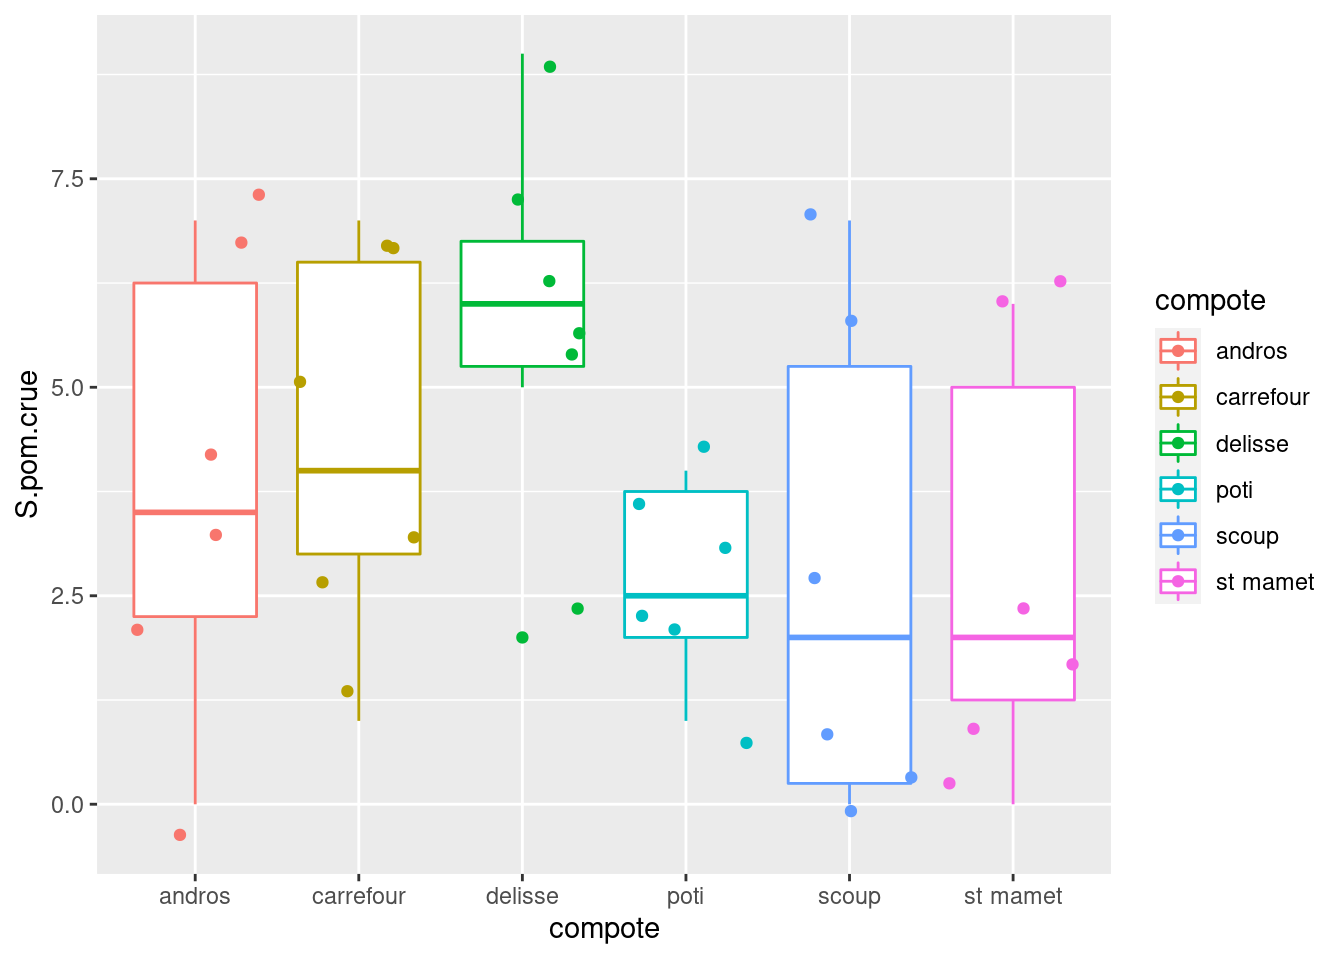 S.pom.crue
7.5
5.0
2.5
0.0
andros
carrefour
delisse
poti
scoup
st mamet
compote
compote
andros
carrefour
delisse
poti
scoup
st mamet